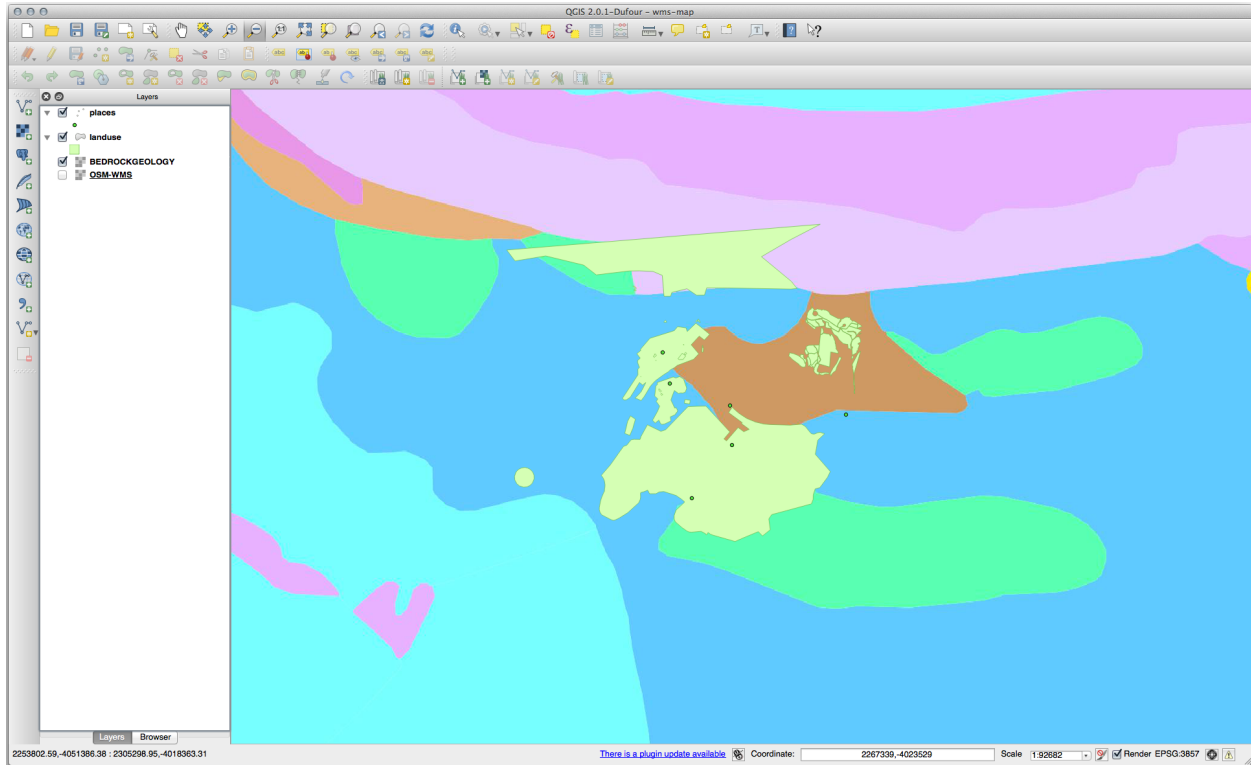 QGIS 2.0.1-Dufour – wms-map
Layers
places
landuse
BEDROCKGEOLOGY
OSM-WMS
Layers Browser
2253802.59,-4051386.38 : 2305298.95,-4018363.31 There is a plugin update available Coordinate: 2267339,-4023529 Scale 1:92682 Render EPSG:3857